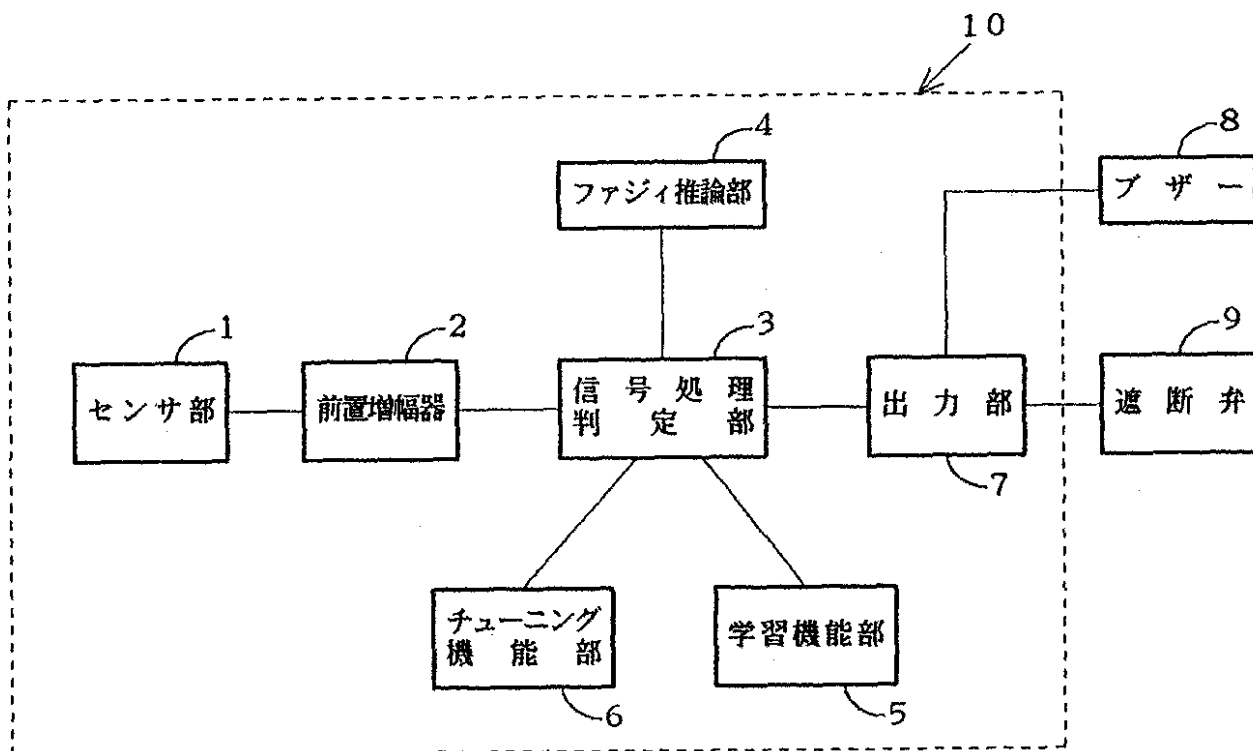 10
4
ファジィ推論部
8
ブザー
1
センサ部
2
前置増幅器
3
信号処理
判定部
出力部
7
9
遮断弁
チューニング
機能部
6
学習機能部
5